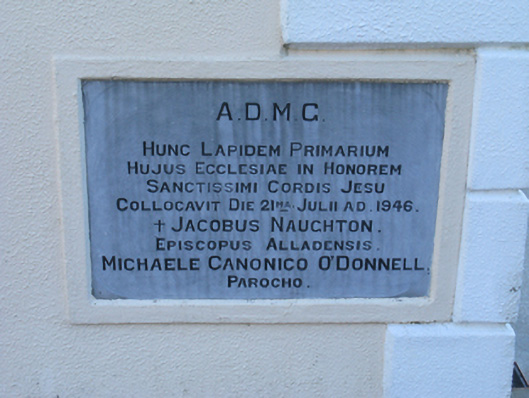 A.D.M.G.
HUNC LAPIDEM PRIMARIUM
HUJUS ECCLESIAE IN HONOREM
SANCTISSIMI CORDIS JESU
COLLOCAVIT DIE 21MA. JULII A.D. 1946.
† JACOBUS NAUGHTON.
EPISCOPUS ALLADENSIS.
MICHAELE CANONICO O'DONNELL.
PAROCHO.